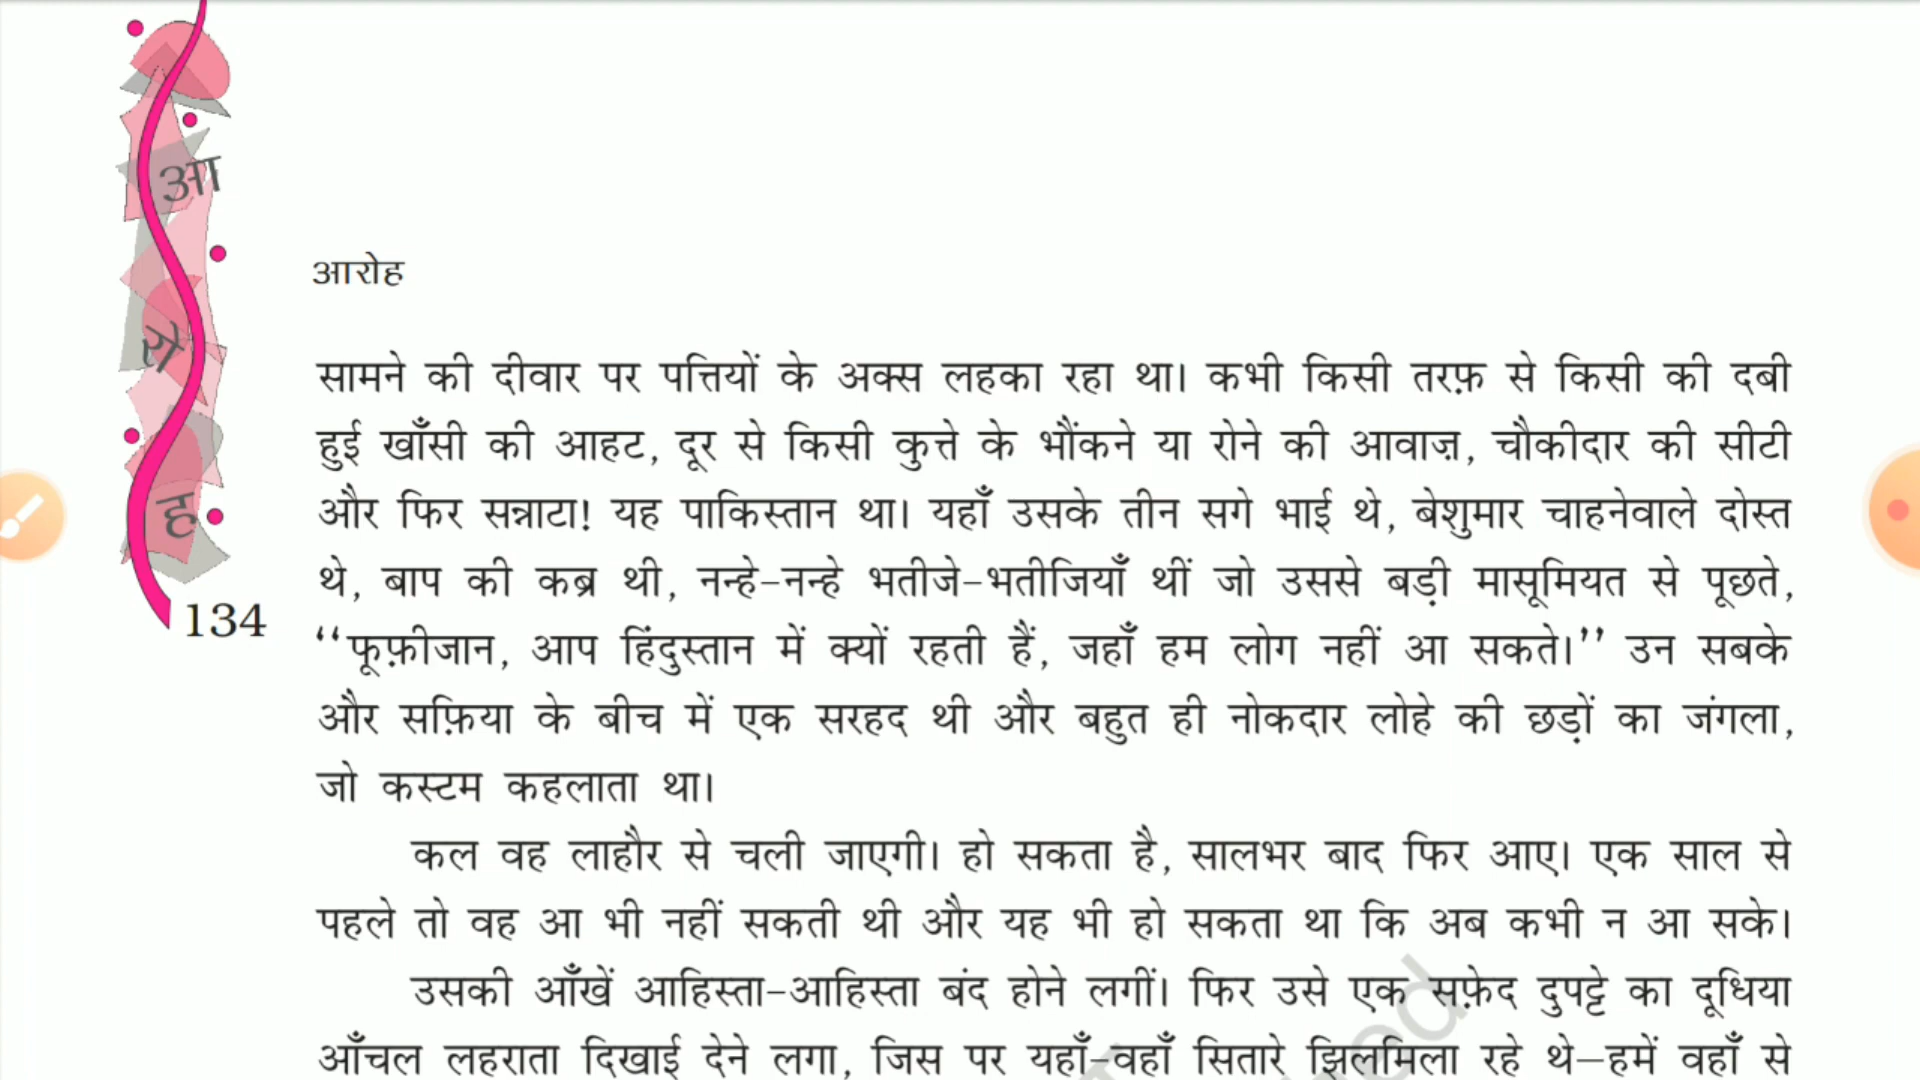 आ
रो
ह
आरोह
सामने की दीवार पर पत्तियों के अक्स लहका रहा था। कभी किसी तरफ़ से किसी की दबी
हुई खाँसी की आहट, दूर से किसी कुत्ते के भौंकने या रोने की आवाज़, चौकीदार की सीटी
और फिर सन्नाटा! यह पाकिस्तान था। यहाँ उसके तीन सगे भाई थे, बेशुमार चाहनेवाले दोस्त
थे, बाप की कब्र थी, नन्हे-नन्हे भतीजे-भतीजियाँ थीं जो उससे बड़ी मासूमियत से पूछते,
134
‘‘फूफ़ीजान, आप हिंदुस्तान में क्यों रहती हैं, जहाँ हम लोग नहीं आ सकते।’’ उन सबके
और सफ़िया के बीच में एक सरहद थी और बहुत ही नोकदार लोहे की छड़ों का जंगला,
जो कस्टम कहलाता था।
कल वह लाहौर से चली जाएगी। हो सकता है, सालभर बाद फिर आए। एक साल से
पहले तो वह आ भी नहीं सकती थी और यह भी हो सकता था कि अब कभी न आ सके।
उसकी आँखें आहिस्ता-आहिस्ता बंद होने लगीं। फिर उसे एक सफ़ेद दुपट्टे का दूधिया
आँचल लहराता दिखाई देने लगा, जिस पर यहाँ-वहाँ सितारे झिलमिला रहे थे—हमें वहाँ से